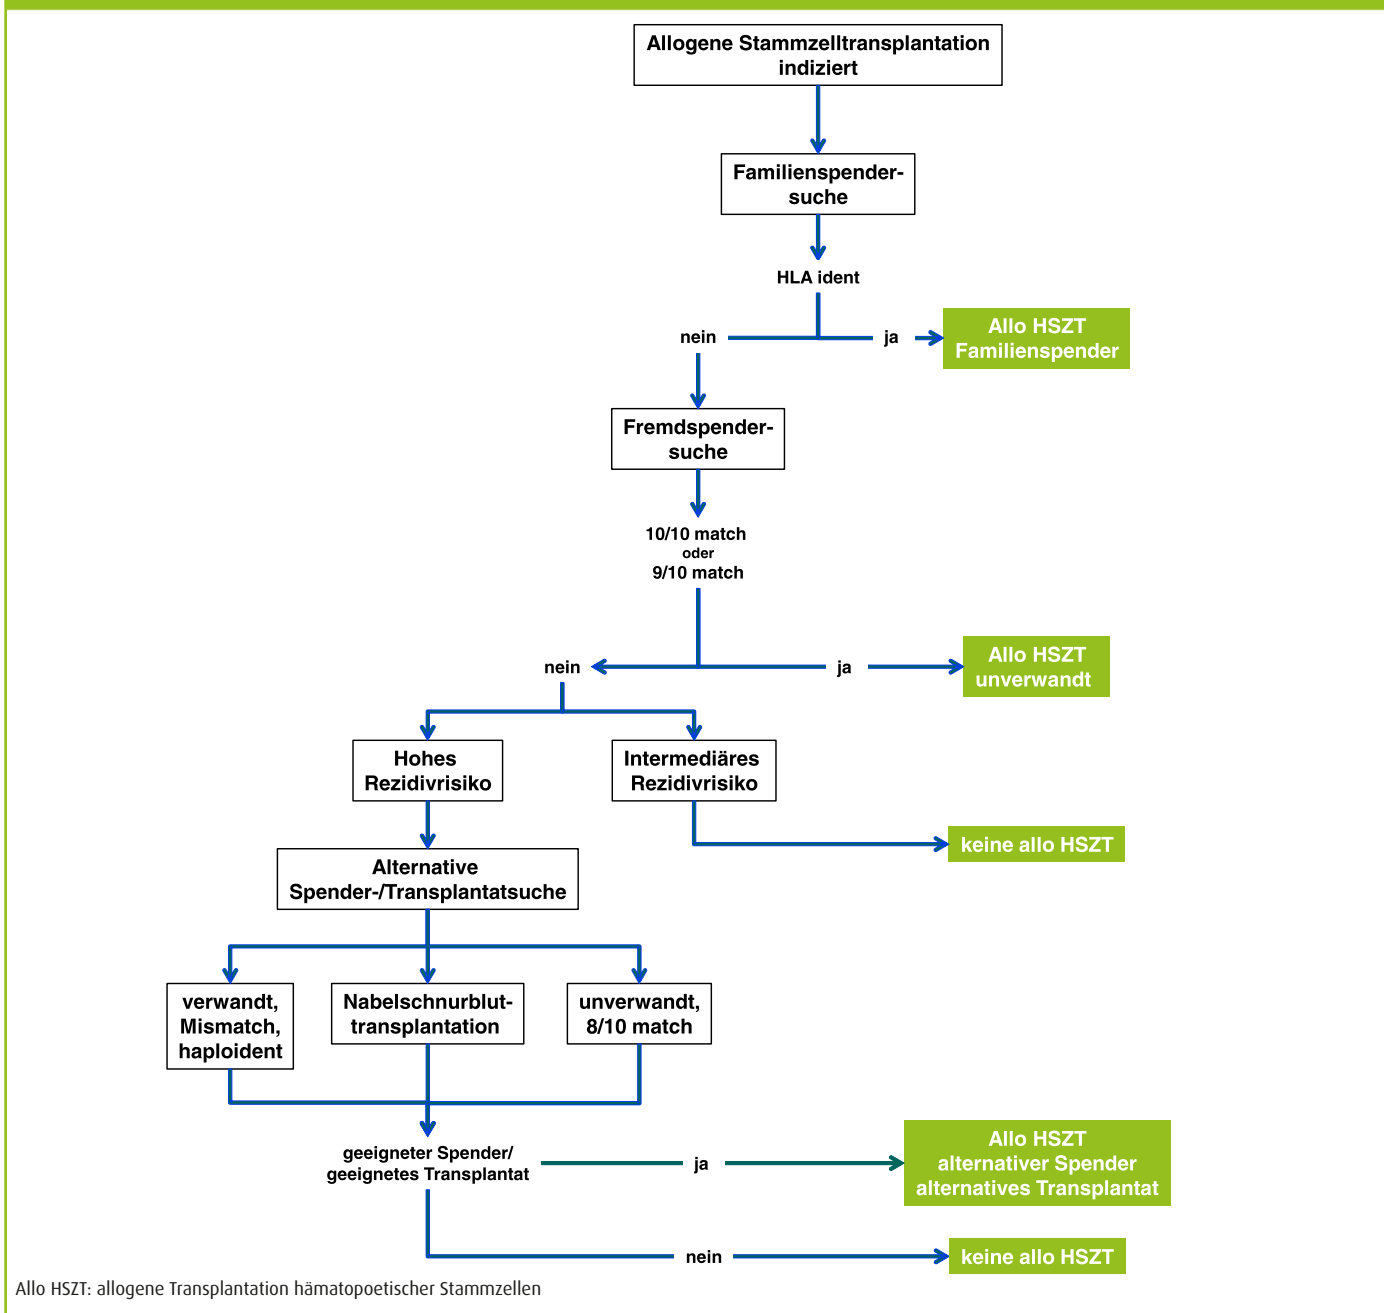 Allogene Stammzelltransplantation
indiziert
Familienspender-
suche
HLA ident
nein
ja
Allo HSZT
Familienspender
Fremdspender-
suche
10/10 match
oder
9/10 match
nein
ja
Allo HSZT
unverwandt
Hohes
Rezidivrisiko
Intermediäres
Rezidivrisiko
keine allo HSZT
Alternative
Spender-/Transplantatsuche
verwandt,
Mismatch,
haploident
Nabelschnurblut-
transplantation
unverwandt,
8/10 match
geeigneter Spender/
geeignetes Transplantat
ja
Allo HSZT
alternativer Spender
alternatives Transplantat
nein
keine allo HSZT
Allo HSZT: allogene Transplantation hämatopoetischer Stammzellen